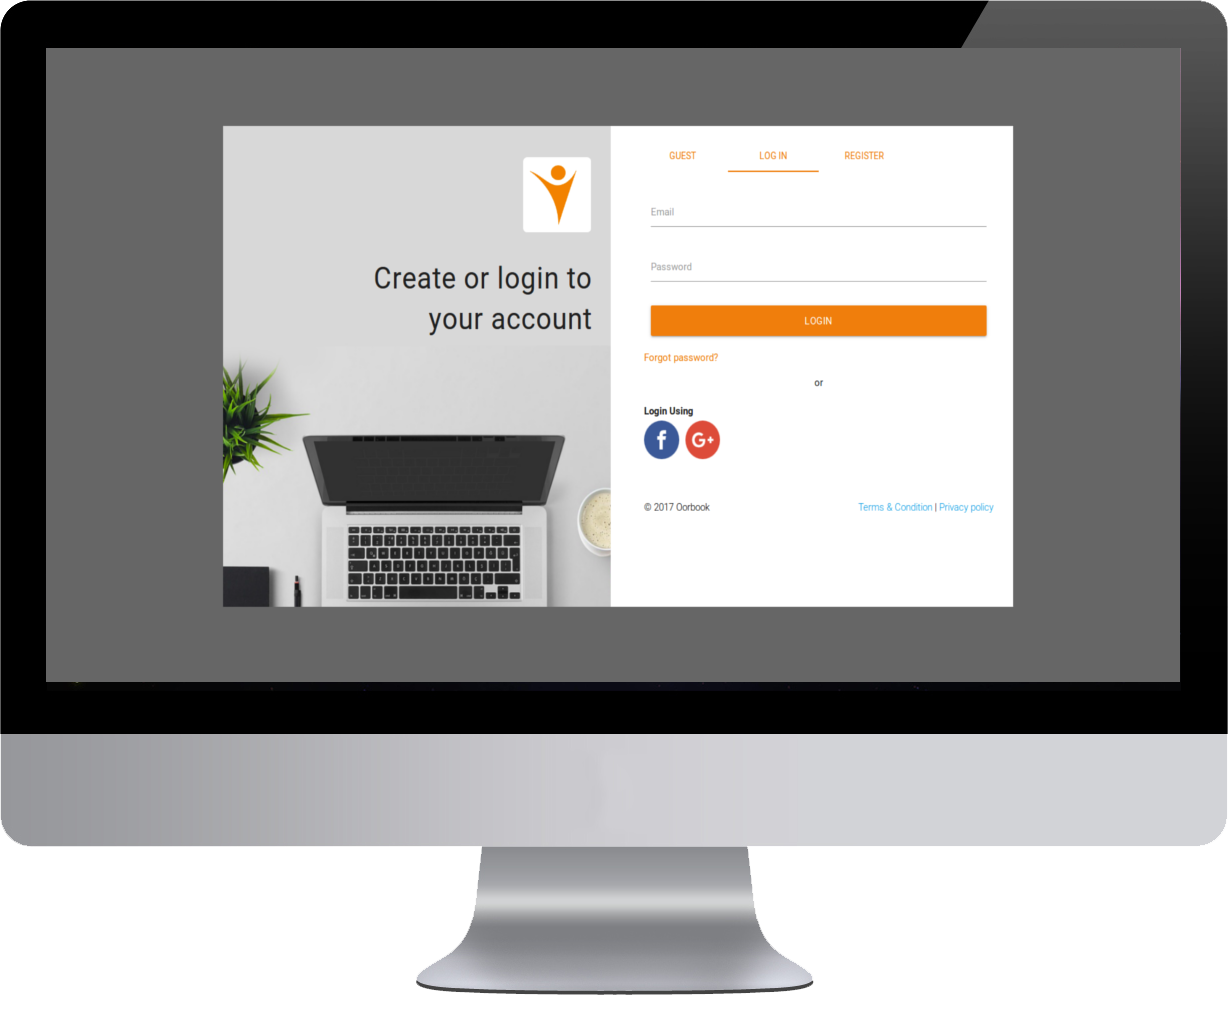 Create or login to
your account
GUEST LOG IN REGISTER
Email
Password
LOGIN
Forgot password?
or
Login Using
f G+
© 2017 Oorbook Terms & Condition | Privacy policy